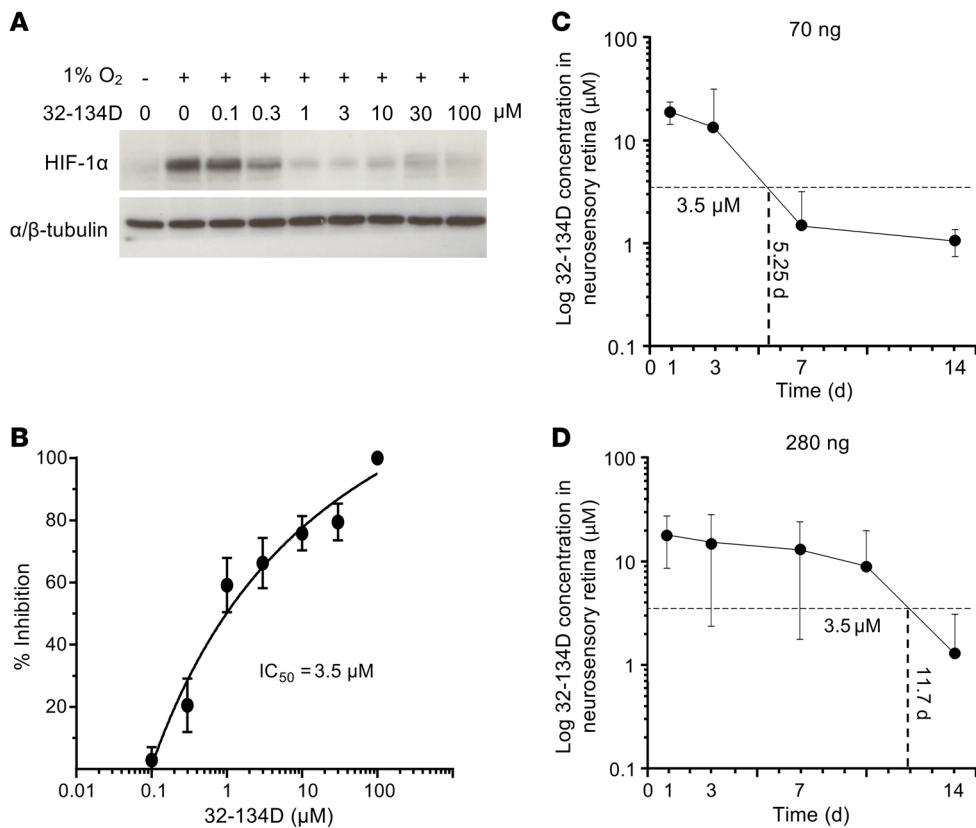 A
1% O₂ - + + + + + + + +
32-134D 0 0 0.1 0.3 1 3 10 30 100 μM
HIF-1α
α/β-tubulin
B
% Inhibition
100
80
60
40
20
IC₅₀ = 3.5 μM
0.01 0.1 1 10 100
32-134D (μM)
C
70 ng
Log 32-134D concentration in
neurosensory retina (μM)
100
10
1
0.1
3.5 μM
5.25 d
0 1 3 7 14
Time (d)
D
280 ng
Log 32-134D concentration in
neurosensory retina (μM)
100
10
1
0.1
3.5 μM
11.7 d
0 1 3 7 14
Time (d)